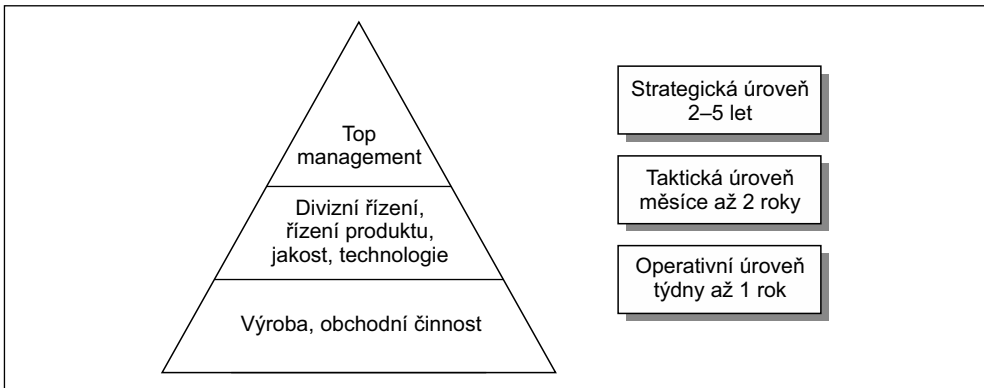 Top
management
Divizní řízení,
řízení produktu,
jakost, technologie
Výroba, obchodní činnost
Strategická úroveň
2–5 let
Taktická úroveň
měsíce až 2 roky
Operativní úroveň
týdny až 1 rok